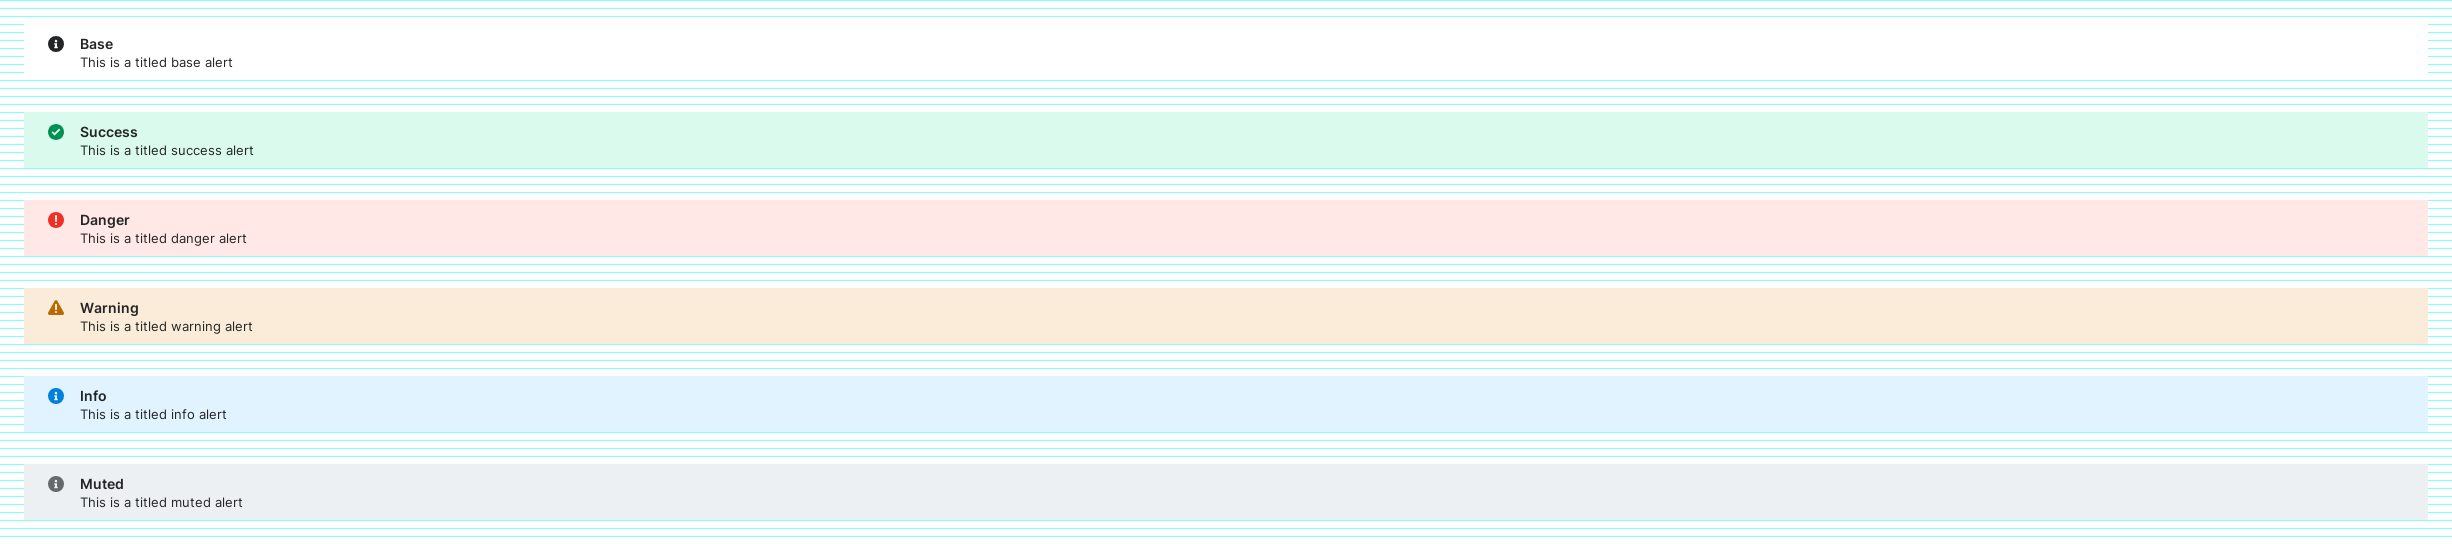 Base
This is a titled base alert
Success
This is a titled success alert
Danger
This is a titled danger alert
Warning
This is a titled warning alert
Info
This is a titled info alert
Muted
This is a titled muted alert